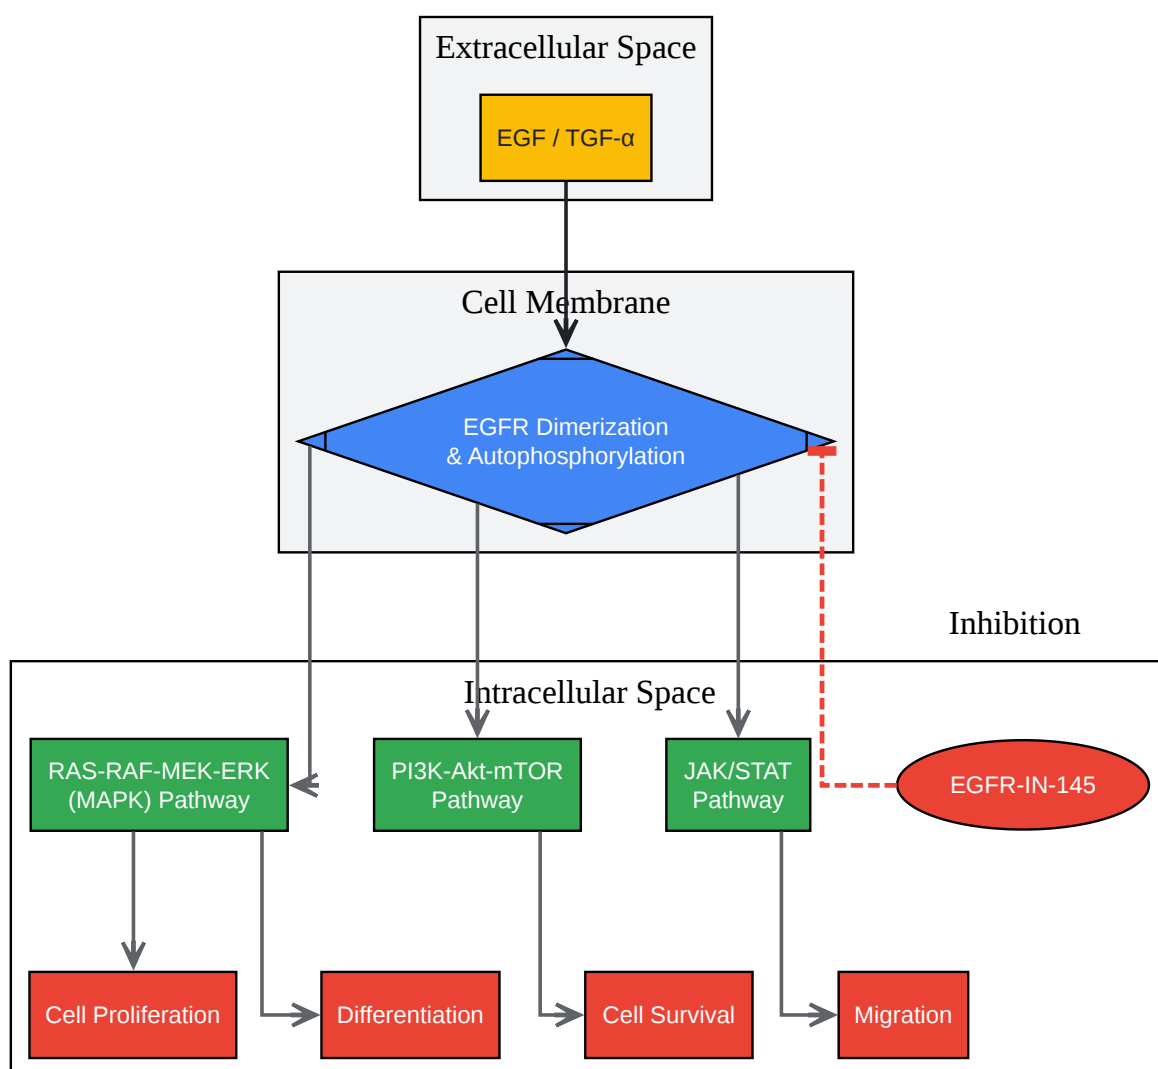 Extracellular Space
EGF / TGF-α
Cell Membrane
EGFR Dimerization
& Autophosphorylation
Inhibition
Intracellular Space
RAS-RAF-MEK-ERK
(MAPK) Pathway
PI3K-Akt-mTOR
Pathway
JAK/STAT
Pathway
EGFR-IN-145
Cell Proliferation
Differentiation
Cell Survival
Migration